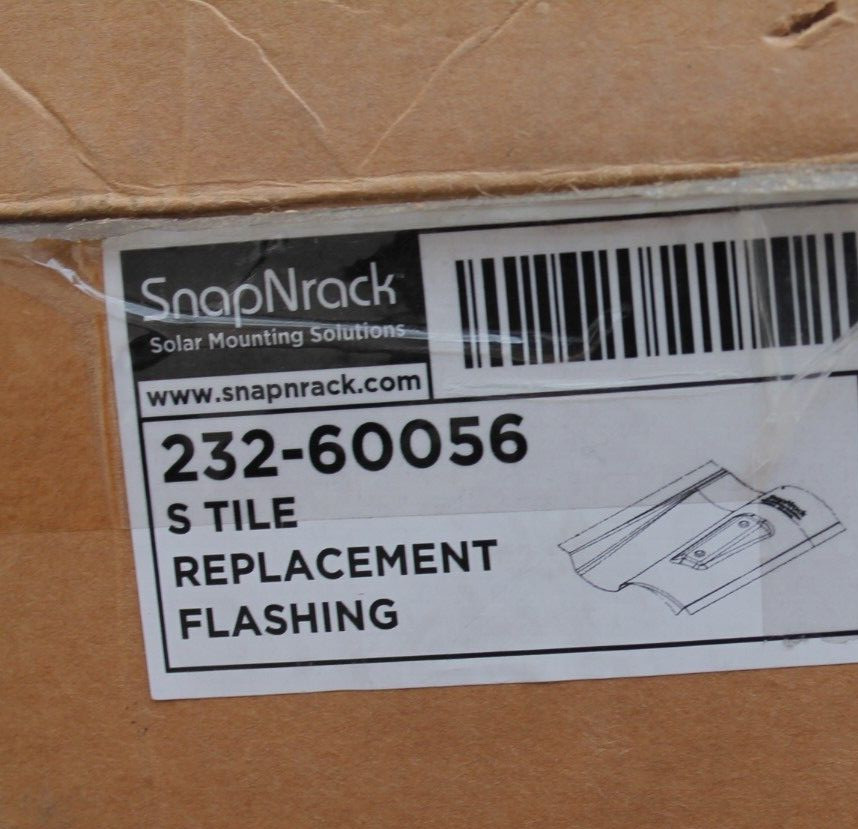 SnapNrack
Solar Mounting Solutions
www.snapnrack.com
232-60056
S TILE
REPLACEMENT
FLASHING